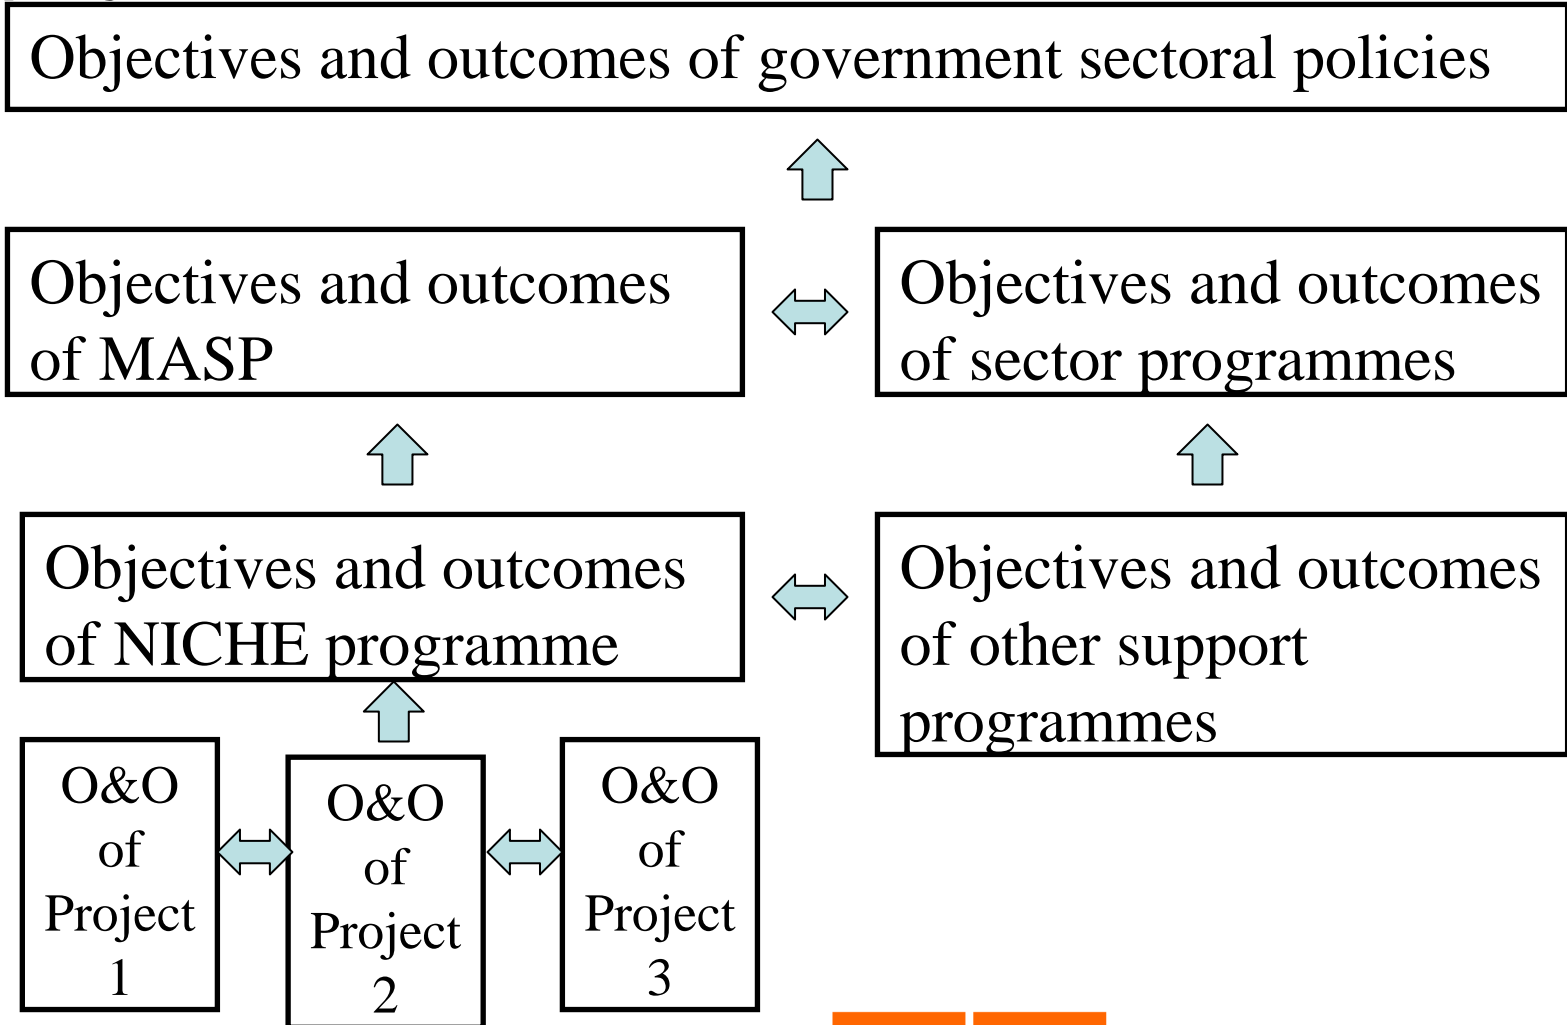 Objectives and outcomes of government sectoral policies
Objectives and outcomes
of MASP
Objectives and outcomes
of sector programmes
Objectives and outcomes
of NICHE programme
Objectives and outcomes
of other support
programmes
O&O
of
Project
1
O&O
of
Project
2
O&O
of
Project
3